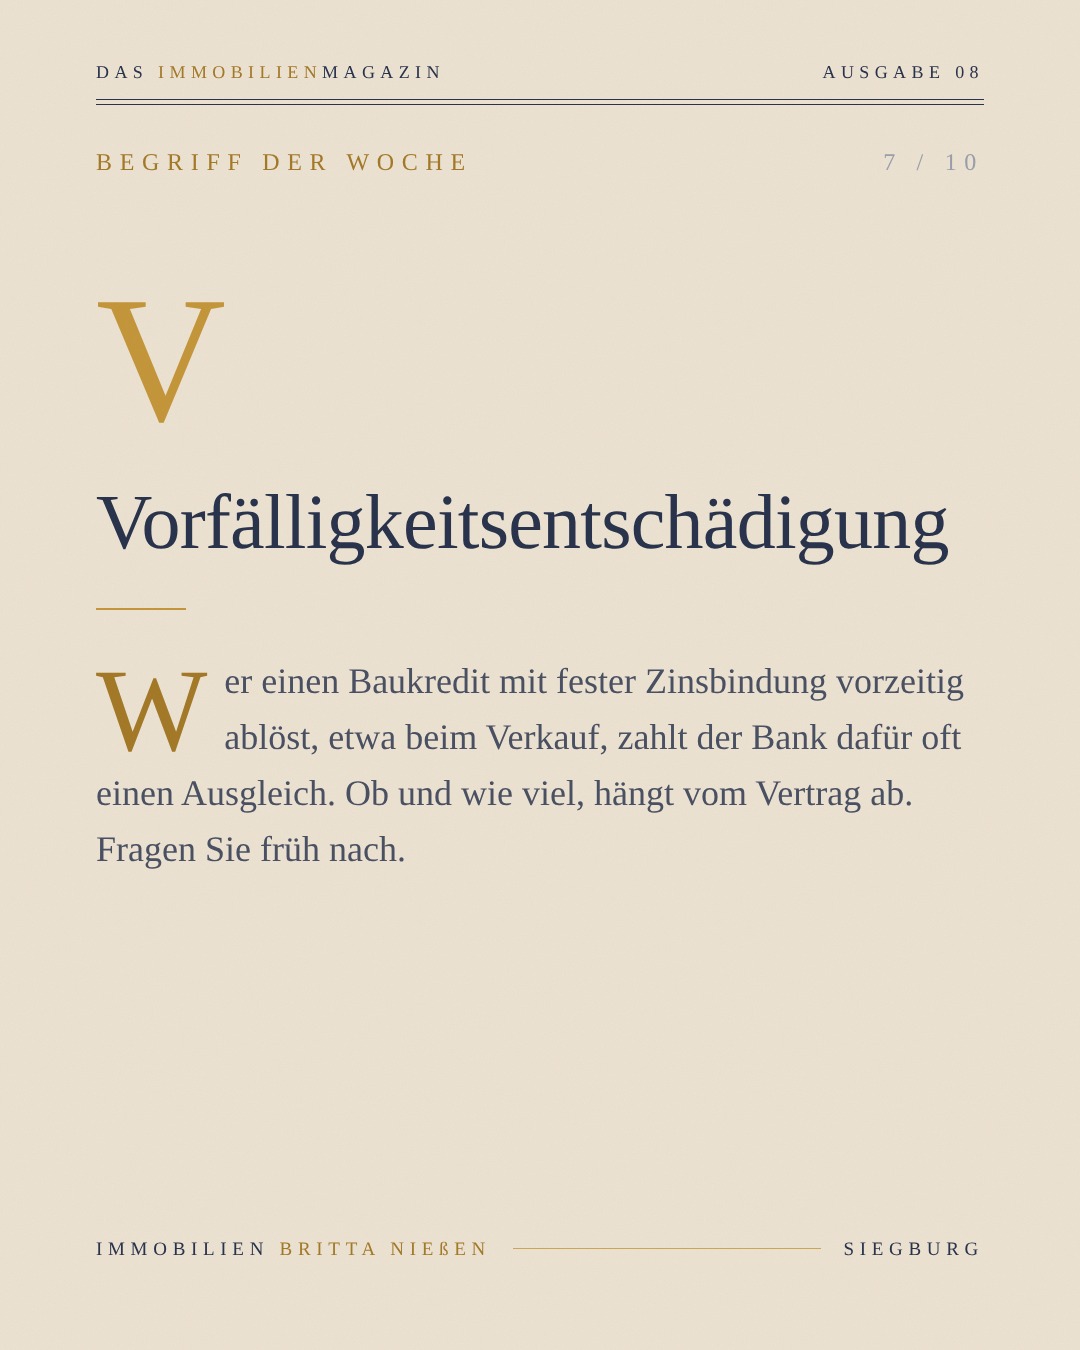 DAS IMMOBILIENMAGAZIN AUSGABE 08
BEGRIFF DER WOCHE 7 / 10
V
Vorfälligkeitsentschädigung
Wer einen Baukredit mit fester Zinsbindung vorzeitig
ablöst, etwa beim Verkauf, zahlt der Bank dafür oft
einen Ausgleich. Ob und wie viel, hängt vom Vertrag ab.
Fragen Sie früh nach.
IMMOBILIEN BRITTA NIEßEN SIEGBURG